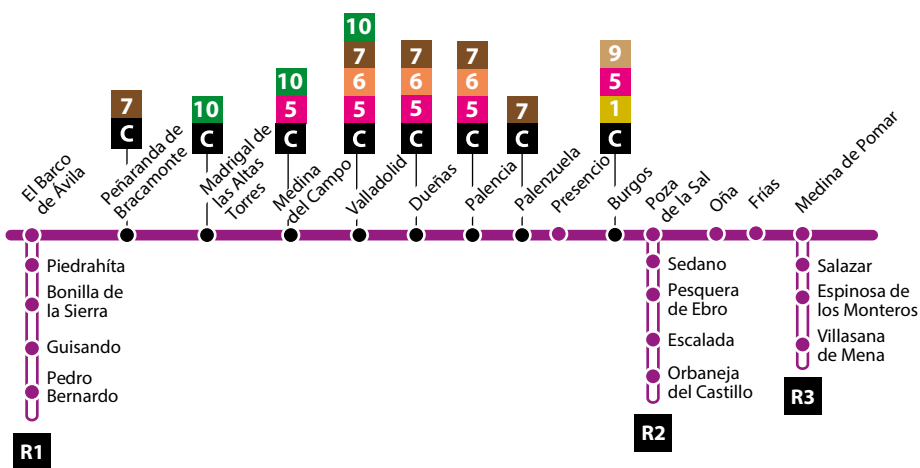 10
7
6
5
C
7
6
5
C
7
6
5
C
9
5
1
C
10
5
C
7
C
10
C
7
C
El Barco
de Ávila
Peñaranda de
Bracamonte
Madrigal de
las Altas
Torres
Medina
del Campo
Valladolid
Dueñas
Palencia
Palenzuela
Presencio
Burgos
Poza
de la Sal
Oña
Frías
Medina de Pomar
Piedrahíta
Bonilla de
la Sierra
Guisando
Pedro
Bernardo
R1
Sedano
Pesquera
de Ebro
Escalada
Orbaneja
del Castillo
R2
Salazar
Espinosa de
los Monteros
Villasana
de Mena
R3